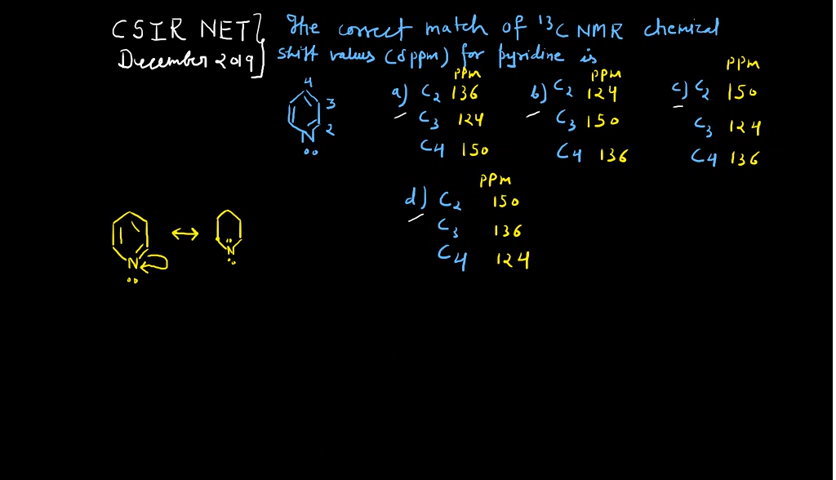 CSIR NET
December 2019
The correct match of ¹³C NMR chemical
shift values (δ ppm) for pyridine is
4
3
2
N
a) C2 136 ppm
C3 124
C4 150
b) C2 124 ppm
C3 150
C4 136
c) C2 150 ppm
C3 124
C4 136
d) C2 150 ppm
C3 136
C4 124
N
N